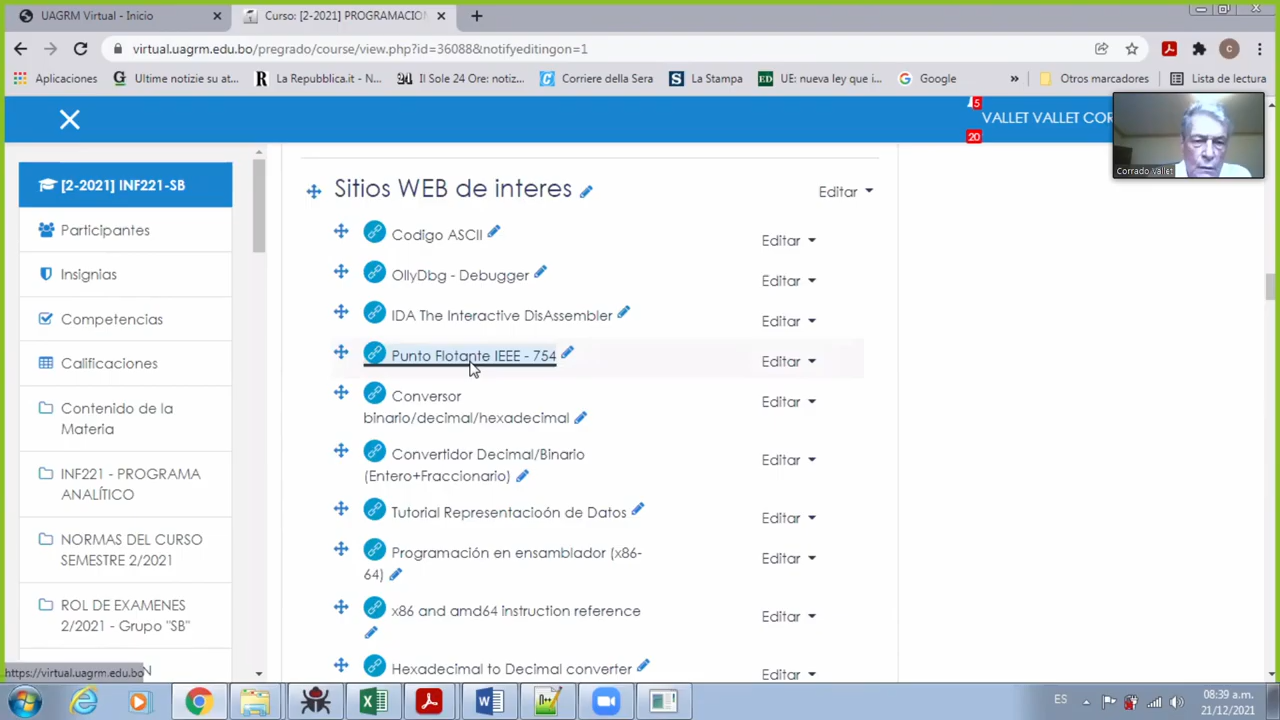 UAGRM Virtual - Inicio
Curso: [2-2021] PROGRAMACION
virtual.uagrm.edu.bo/pregrado/course/view.php?id=36088&notifyeditingon=1
C
Aplicaciones
Ultime notizie su at...
La Repubblica.it - N...
Il Sole 24 Ore: notiz...
Corriere della Sera
La Stampa
UE: nueva ley que i...
Google
»
Otros marcadores
Lista de lectura
5
20
VALLET VALLET COR
Corrado Vallet
[2-2021] INF221-SB
Participantes
Insignias
Competencias
Calificaciones
Contenido de la
Materia
INF221 - PROGRAMA
ANALÍTICO
NORMAS DEL CURSO
SEMESTRE 2/2021
ROL DE EXAMENES
2/2021 - Grupo "SB"
Sitios WEB de interes
Editar
Codigo ASCII
Editar
OllyDbg - Debugger
Editar
IDA The Interactive DisAssembler
Editar
Punto Flotante IEEE - 754
Editar
Conversor
binario/decimal/hexadecimal
Editar
Convertidor Decimal/Binario
(Entero+Fraccionario)
Editar
Tutorial Representacioón de Datos
Editar
Programación en ensamblador (x86-
64)
Editar
x86 and amd64 instruction reference
Editar
Hexadecimal to Decimal converter
Editar
https://virtual.uagrm.edu.bo
ES
08:39 a.m.
21/12/2021